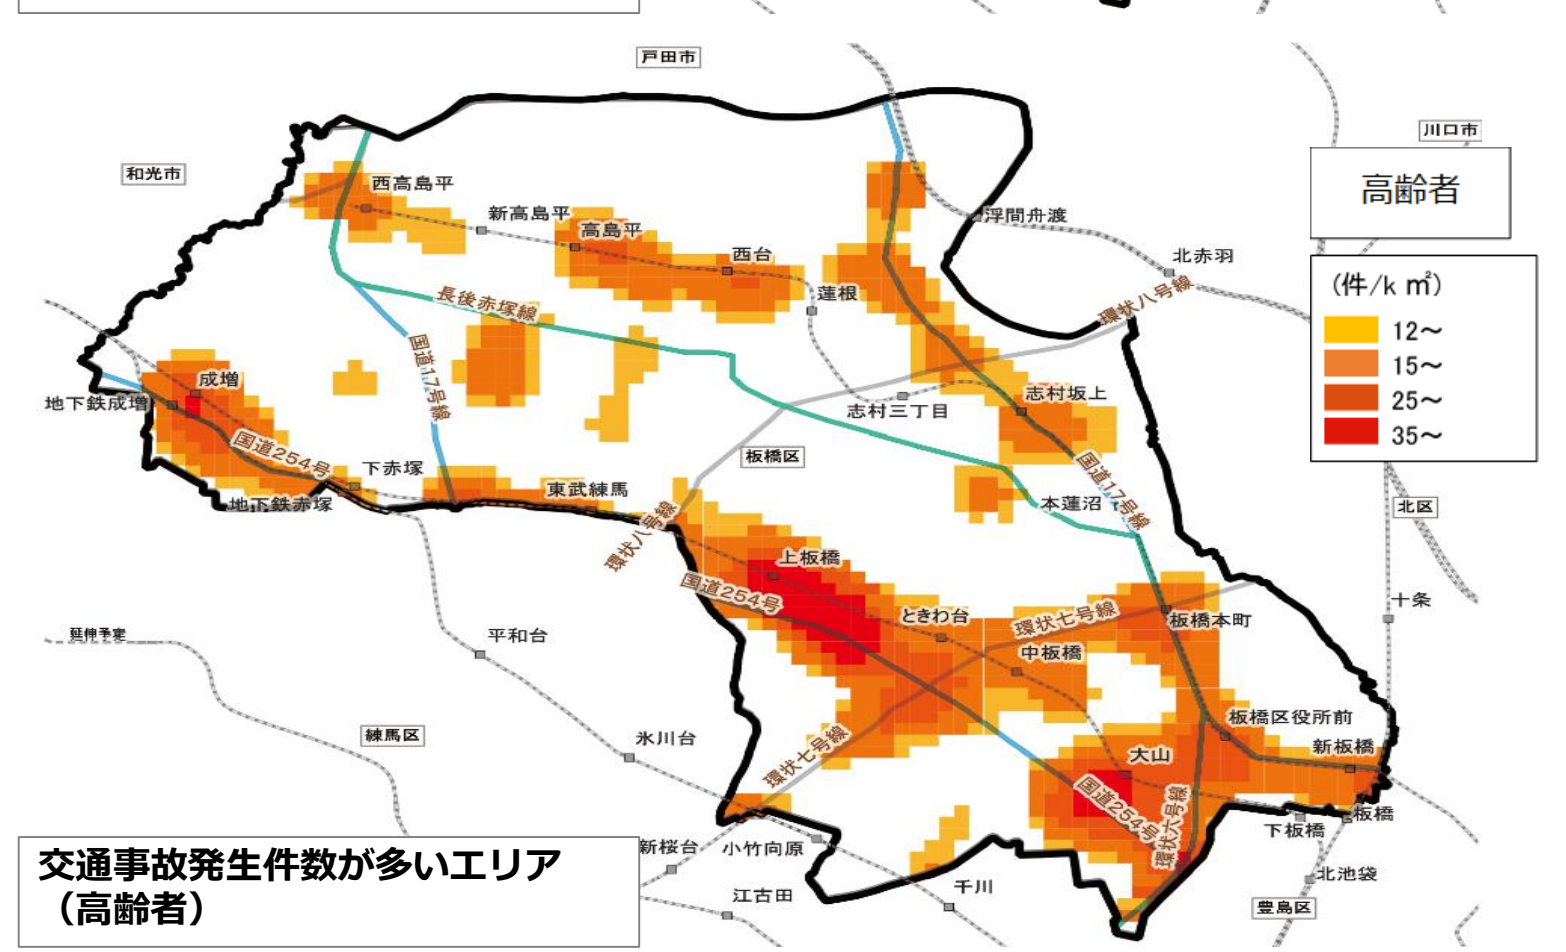 戸田市
川口市
和光市
高齢者
西高島平
新高島平
浮間舟渡
高島平
西台
北赤羽
(件/k㎡)
蓮根
環状八号線
長後赤塚線
12～
国道17号線
15～
成増
25～
地下鉄成増
志村坂上
志村三丁目
35～
国道254号
板橋区
下赤塚
国道17号線
東武練馬
地下鉄赤塚
本蓮沼
北区
環状八号線
上板橋
国道254号
十条
ときわ台
環状七号線
板橋本町
延伸予定
平和台
中板橋
板橋区役所前
練馬区
氷川台
新板橋
大山
環状七号線
国道254号
環状六号線
板橋
下板橋
新桜台
小竹向原
交通事故発生件数が多いエリア
（高齢者）
北池袋
千川
江古田
豊島区